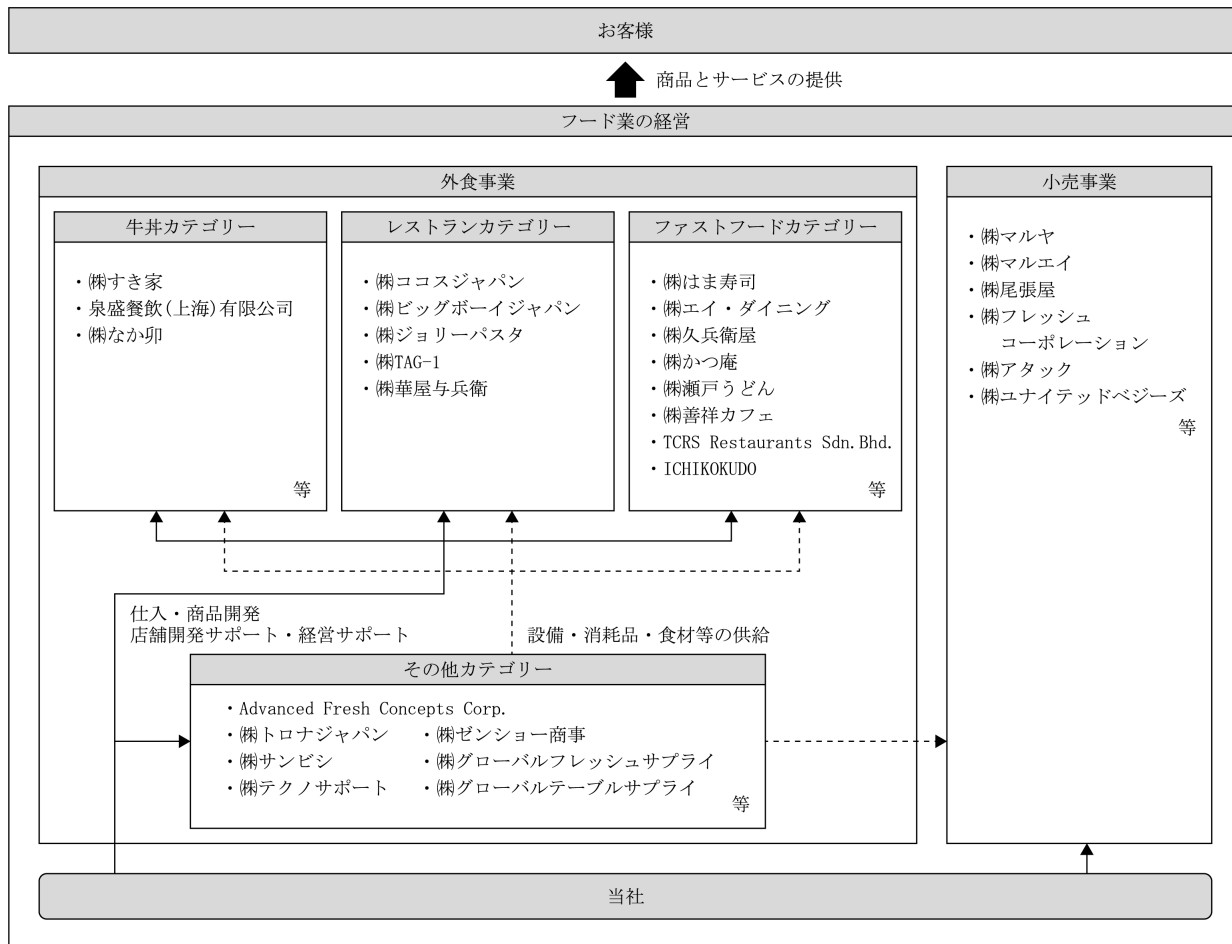 お客様
商品とサービスの提供
フード業の経営
外食事業
牛丼カテゴリー
・㈱すき家
・泉盛餐飲(上海)有限公司
・㈱なか卯
等
レストランカテゴリー
・㈱ココスジャパン
・㈱ビッグボーイジャパン
・㈱ジョリーパスタ
・㈱TAG-1
・㈱華屋与兵衛
ファストフードカテゴリー
・㈱はま寿司
・㈱エイ・ダイニング
・㈱久兵衛屋
・㈱かつ庵
・㈱瀬戸うどん
・㈱善祥カフェ
・TCRS Restaurants Sdn.Bhd.
・ICHIKOKUDO
等
小売事業
・㈱マルヤ
・㈱マルエイ
・㈱尾張屋
・㈱フレッシュ
コーポレーション
・㈱アタック
・㈱ユナイテッドベジーズ
等
仕入・商品開発
店舗開発サポート・経営サポート
設備・消耗品・食材等の供給
その他カテゴリー
・Advanced Fresh Concepts Corp.
・㈱トロナジャパン ・㈱ゼンショー商事
・㈱サンビシ ・㈱グローバルフレッシュサプライ
・㈱テクノサポート ・㈱グローバルテーブルサプライ
等
当社